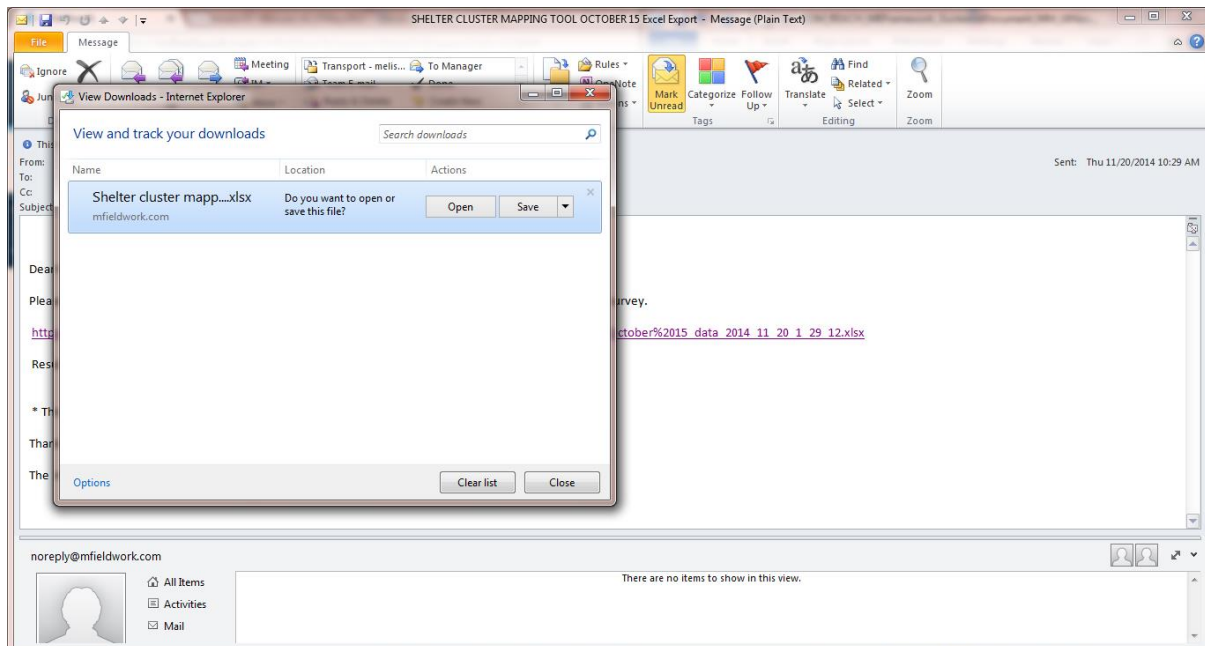 SHELTER CLUSTER MAPPING TOOL OCTOBER 15 Excel Export - Message (Plain Text)
File Message
Ignore
Meeting
Transport - melis...
To Manager
Rules
Mark Unread
Categorize
Follow Up
Translate
Find
Related
Select
Zoom
Tags
Editing
Zoom
View Downloads - Internet Explorer
View and track your downloads
Search downloads
Name Location Actions
Shelter cluster mapp....xlsx
mfieldwork.com
Do you want to open or
save this file?
Open Save
Options
Clear list Close
From:
To:
Cc:
Subject
Sent: Thu 11/20/2014 10:29 AM
Dear
Plea
urvey.
http
ctober%2015_data_2014_11_20_1_29_12.xlsx
Resu
* Th
Than
The
noreply@mfieldwork.com
All Items
Activities
Mail
There are no items to show in this view.